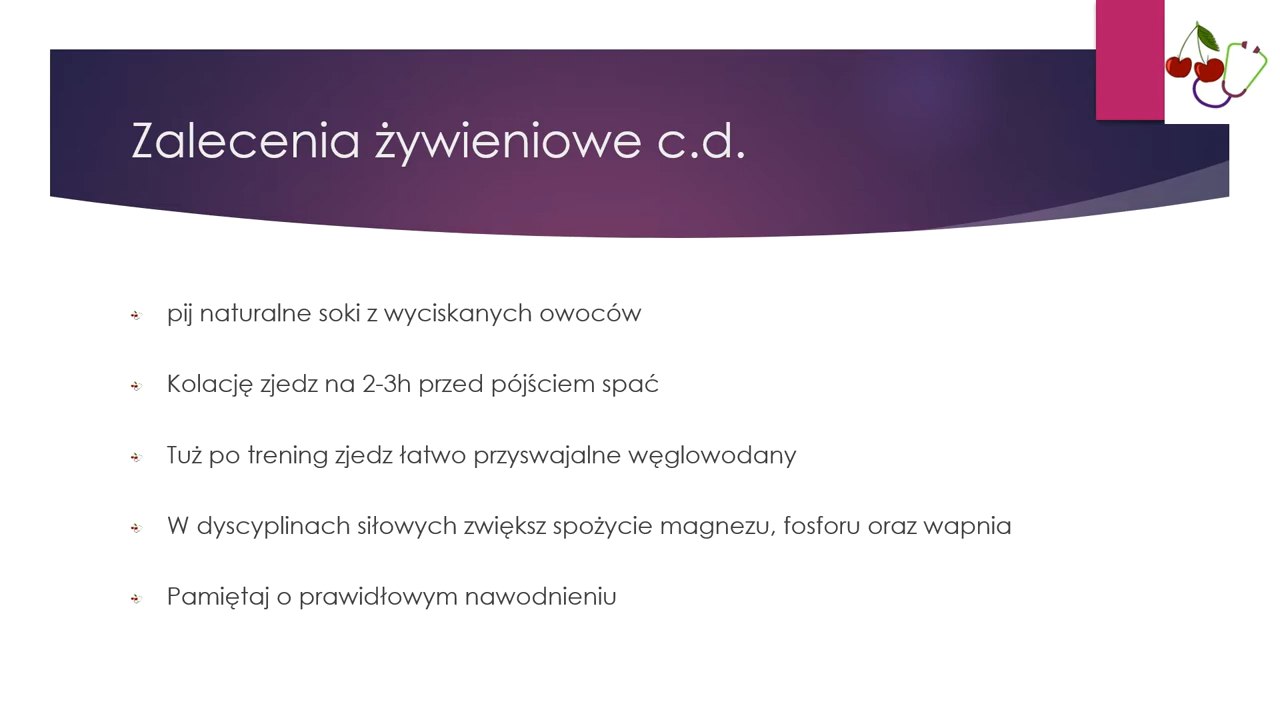 Zalecenia żywieniowe c.d.
pij naturalne soki z wyciskanych owoców
Kolację zjedz na 2-3h przed pójściem spać
Tuż po trening zjedz łatwo przyswajalne węglowodany
W dyscyplinach siłowych zwiększ spożycie magnezu, fosforu oraz wapnia
Pamiętaj o prawidłowym nawodnieniu